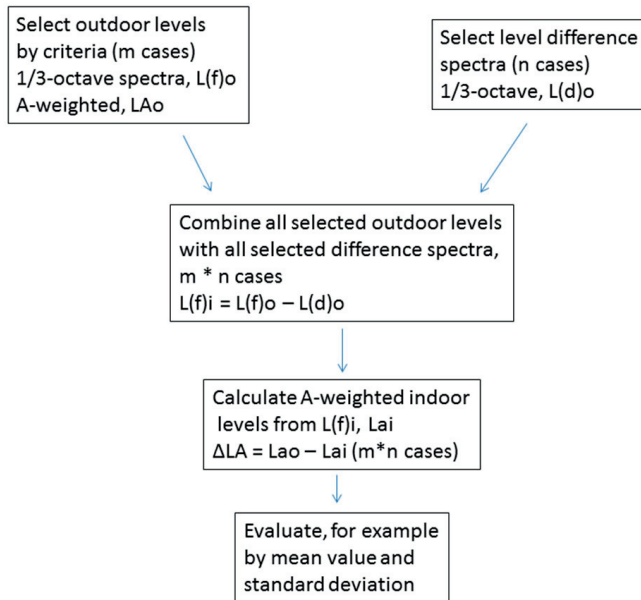 Select outdoor levels
by criteria (m cases)
1/3-octave spectra, L(f)o
A-weighted, LAo
Select level difference
spectra (n cases)
1/3-octave, L(d)o
Combine all selected outdoor levels
with all selected difference spectra,
m * n cases
L(f)i = L(f)o – L(d)o
Calculate A-weighted indoor
levels from L(f)i, Lai
ΔLA = Lao – Lai (m*n cases)
Evaluate, for example
by mean value and
standard deviation